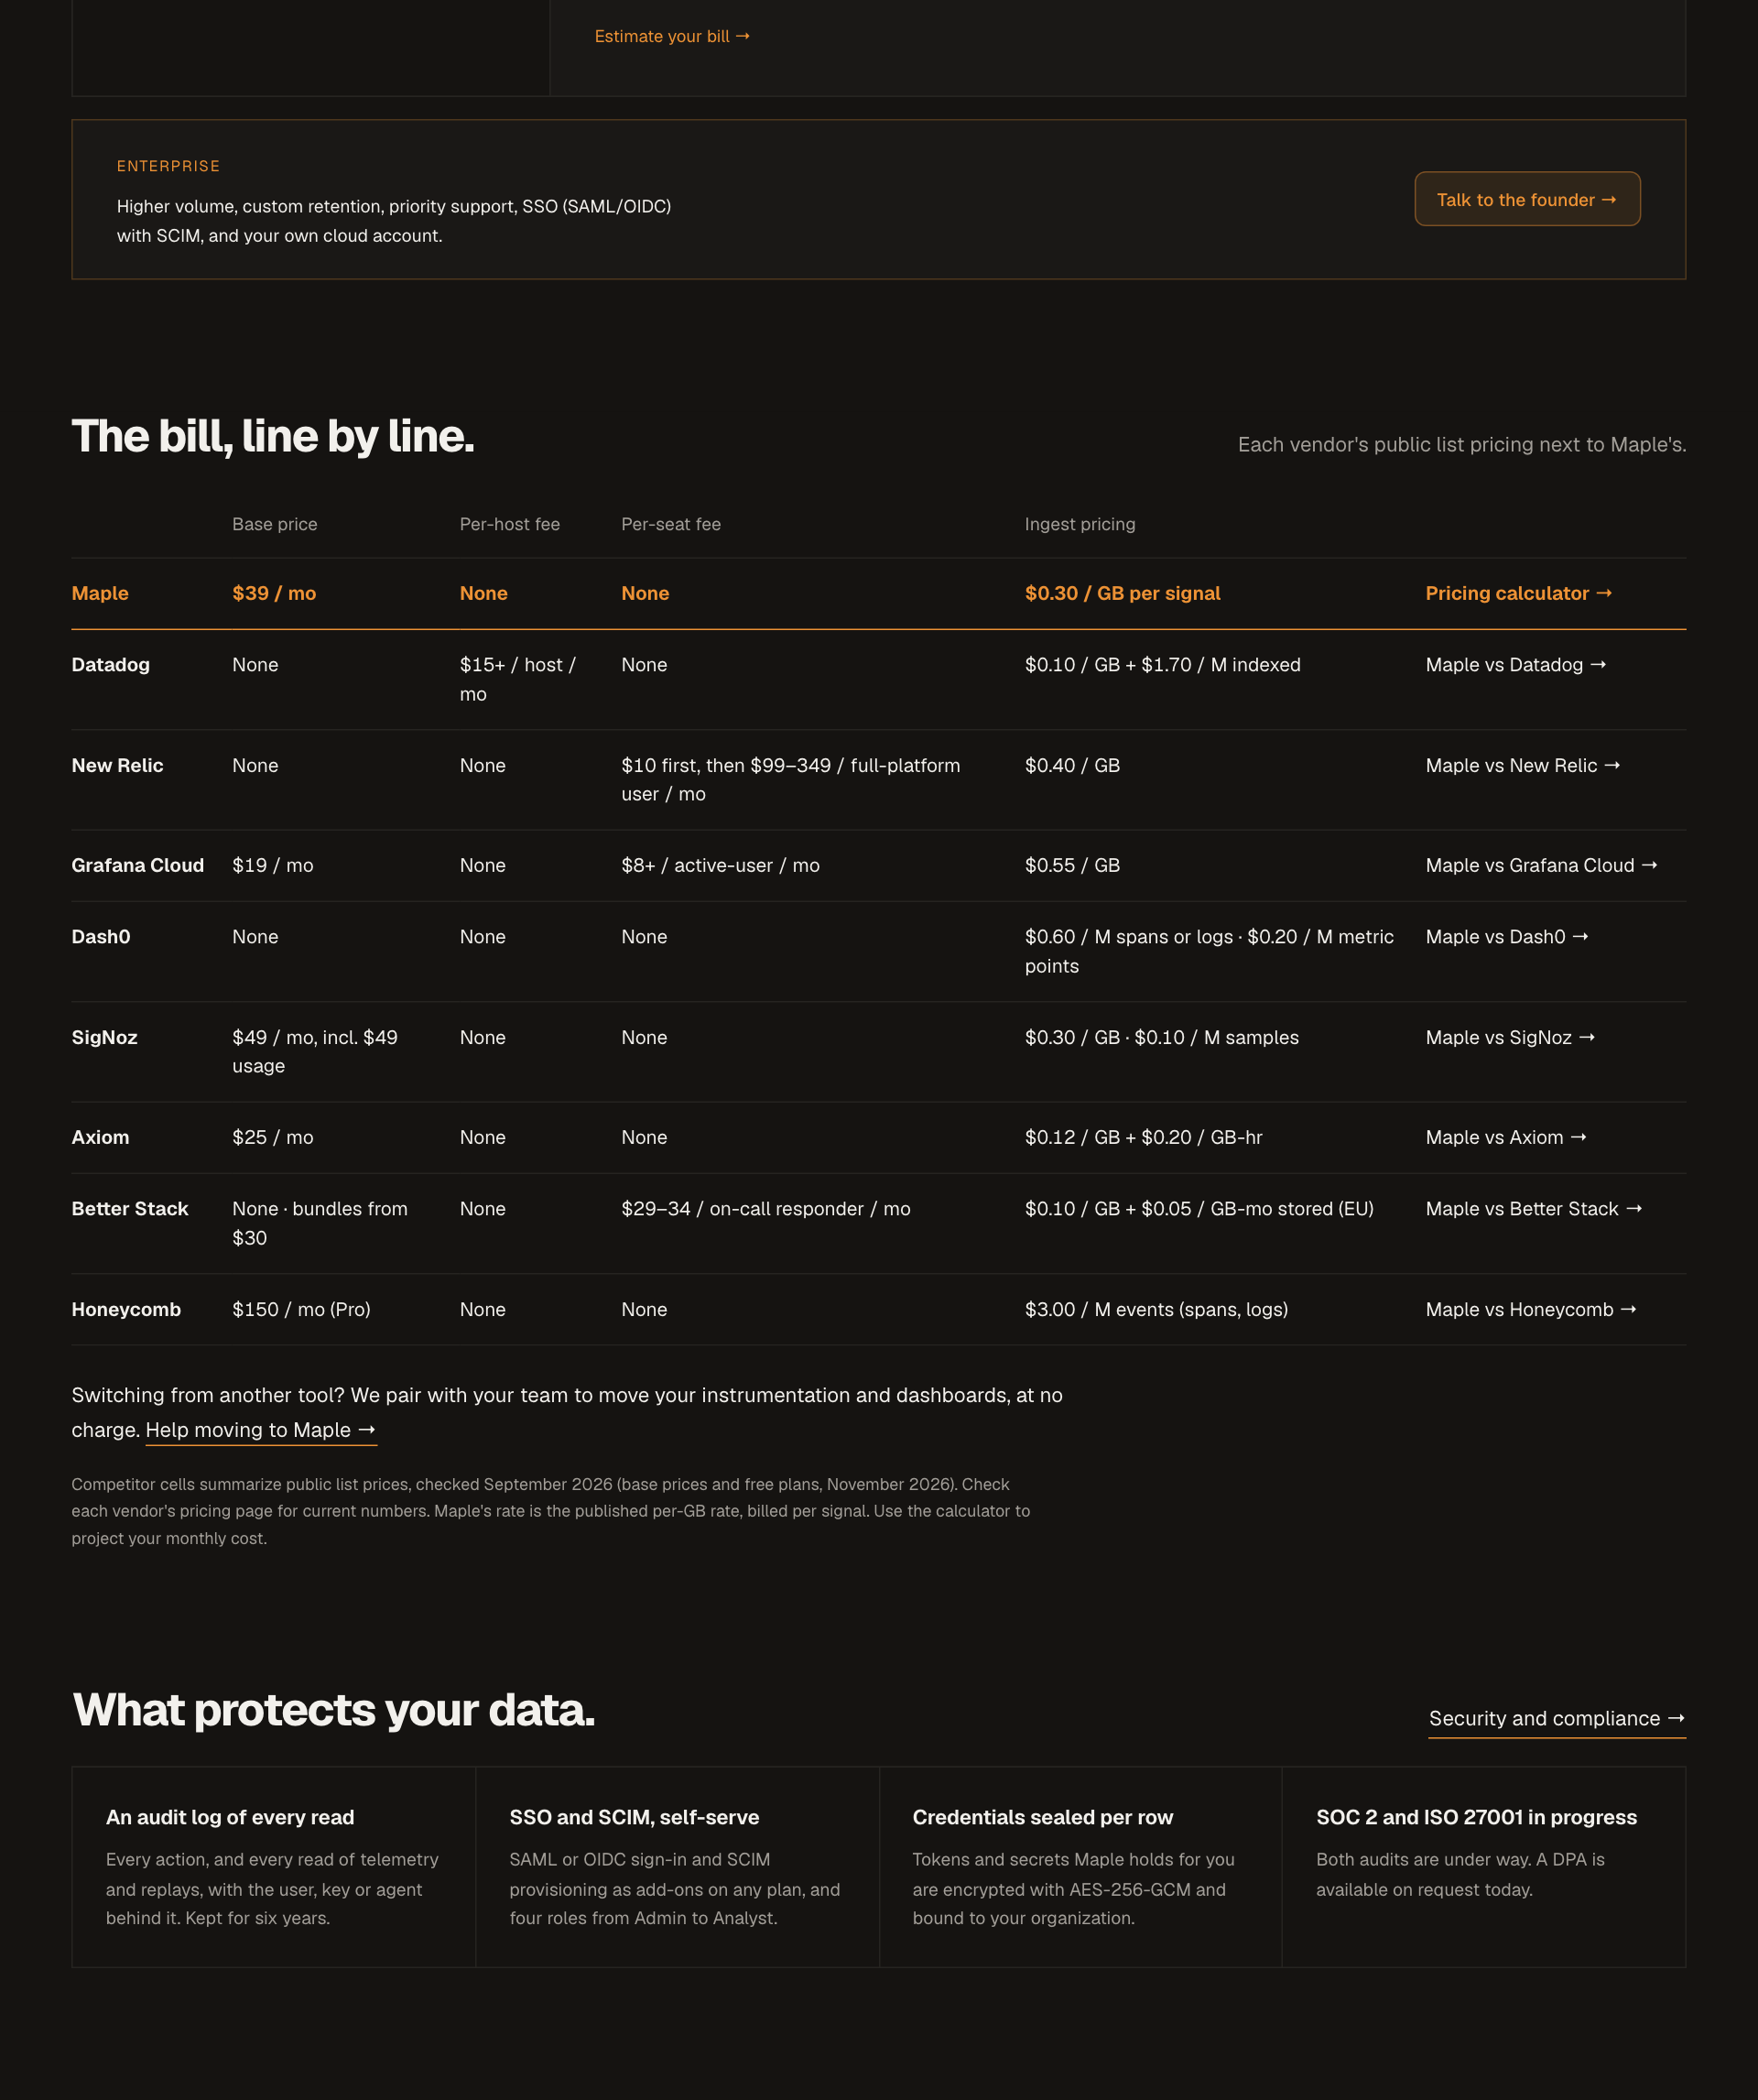 Estimate your bill →
ENTERPRISE
Higher volume, custom retention, priority support, SSO (SAML/OIDC)
with SCIM, and your own cloud account.
Talk to the founder →
The bill, line by line.
Each vendor's public list pricing next to Maple's.
Base price Per-host fee Per-seat fee Ingest pricing
Maple $39 / mo None None $0.30 / GB per signal Pricing calculator →
Datadog None $15+ / host / None $0.10 / GB + $1.70 / M indexed Maple vs Datadog →
mo
New Relic None None $10 first, then $99–349 / full-platform $0.40 / GB Maple vs New Relic →
user / mo
Grafana Cloud $19 / mo None $8+ / active-user / mo $0.55 / GB Maple vs Grafana Cloud →
Dash0 None None None $0.60 / M spans or logs · $0.20 / M metric Maple vs Dash0 →
points
SigNoz $49 / mo, incl. $49 None None $0.30 / GB · $0.10 / M samples Maple vs SigNoz →
usage
Axiom $25 / mo None None $0.12 / GB + $0.20 / GB-hr Maple vs Axiom →
Better Stack None · bundles from None $29–34 / on-call responder / mo $0.10 / GB + $0.05 / GB-mo stored (EU) Maple vs Better Stack →
$30
Honeycomb $150 / mo (Pro) None None $3.00 / M events (spans, logs) Maple vs Honeycomb →
Switching from another tool? We pair with your team to move your instrumentation and dashboards, at no
charge. Help moving to Maple →
Competitor cells summarize public list prices, checked September 2026 (base prices and free plans, November 2026). Check
each vendor's pricing page for current numbers. Maple's rate is the published per-GB rate, billed per signal. Use the calculator to
project your monthly cost.
What protects your data.
Security and compliance →
An audit log of every read
Every action, and every read of telemetry
and replays, with the user, key or agent
behind it. Kept for six years.
SSO and SCIM, self-serve
SAML or OIDC sign-in and SCIM
provisioning as add-ons on any plan, and
four roles from Admin to Analyst.
Credentials sealed per row
Tokens and secrets Maple holds for you
are encrypted with AES-256-GCM and
bound to your organization.
SOC 2 and ISO 27001 in progress
Both audits are under way. A DPA is
available on request today.